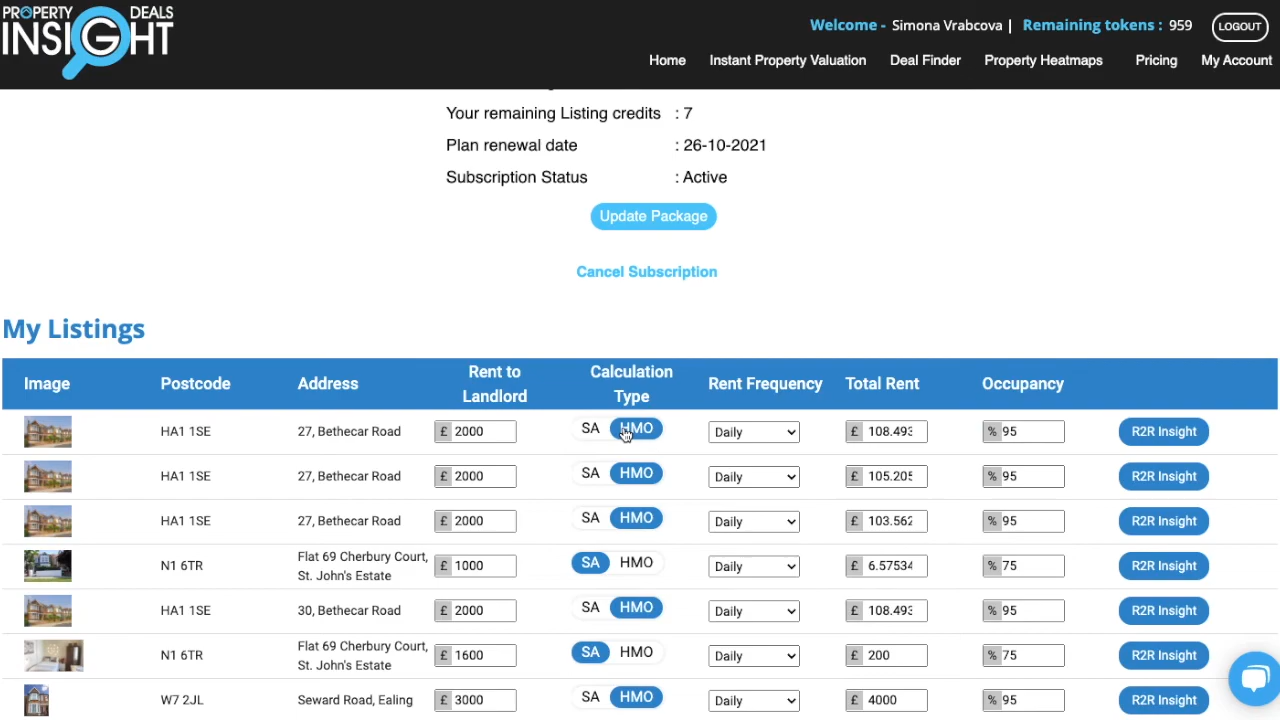 PROPERTY DEALS
INSIGHT
Welcome - Simona Vrabcova | Remaining tokens : 959 LOGOUT
Home Instant Property Valuation Deal Finder Property Heatmaps Pricing My Account
Your remaining Listing credits : 7
Plan renewal date : 26-10-2021
Subscription Status : Active
Update Package
Cancel Subscription
My Listings
Image Postcode Address Rent to Landlord Calculation Type Rent Frequency Total Rent Occupancy
HA1 1SE 27, Bethecar Road £ 2000 SA HMO Daily £ 108.493 % 95 R2R Insight
HA1 1SE 27, Bethecar Road £ 2000 SA HMO Daily £ 105.205 % 95 R2R Insight
HA1 1SE 27, Bethecar Road £ 2000 SA HMO Daily £ 103.562 % 95 R2R Insight
N1 6TR Flat 69 Cherbury Court, St. John's Estate £ 1000 SA HMO Daily £ 6.57534 % 75 R2R Insight
HA1 1SE 30, Bethecar Road £ 2000 SA HMO Daily £ 108.493 % 95 R2R Insight
N1 6TR Flat 69 Cherbury Court, St. John's Estate £ 1600 SA HMO Daily £ 200 % 75 R2R Insight
W7 2JL Seward Road, Ealing £ 3000 SA HMO Daily £ 4000 % 95 R2R Insight